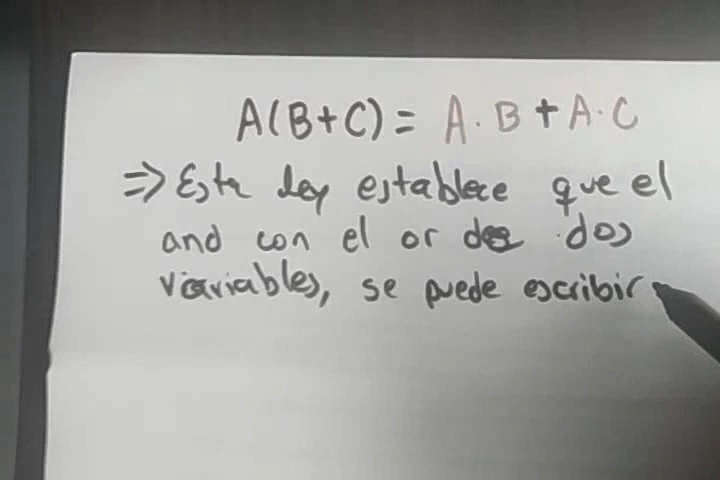 A(B+C) = A·B + A·C
⇒ Esta ley establece que el
and con el or de dos
variables, se puede escribir